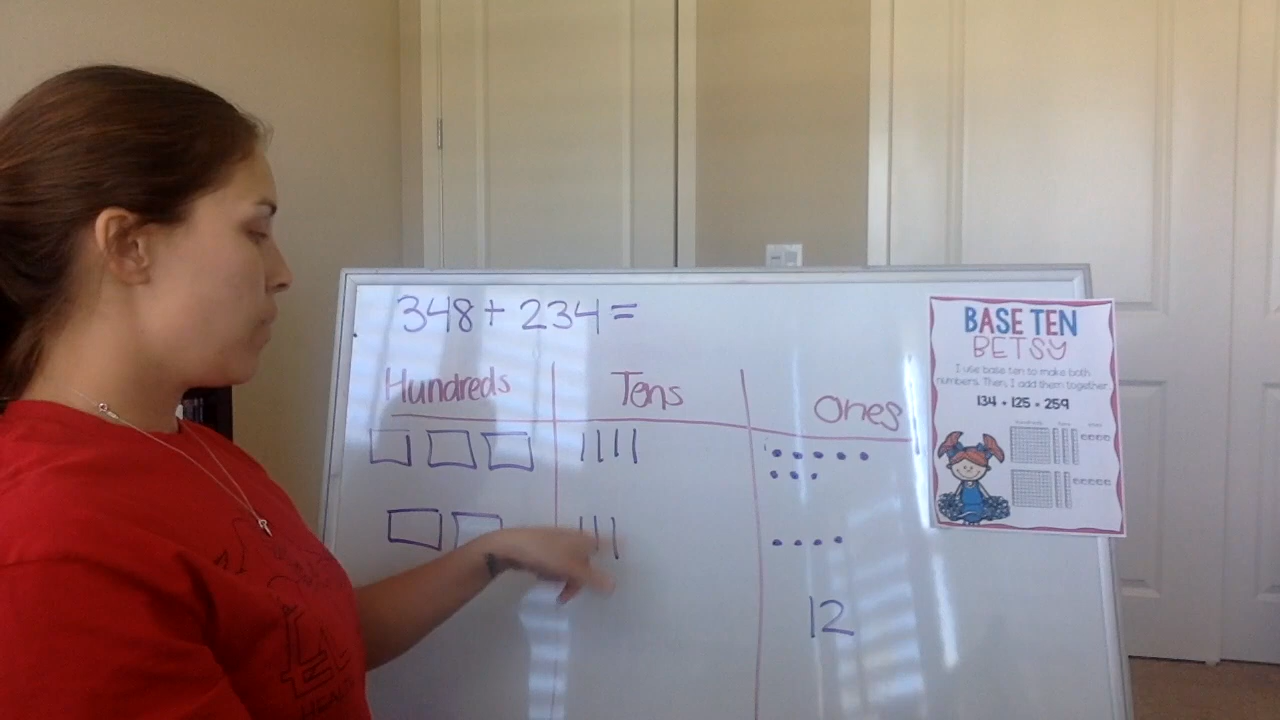 348 + 234 =
Hundreds Tens Ones
12
BASE TEN
BETSY
I use base ten to make both
numbers. Then, I add them together.
134 + 125 = 259
LA